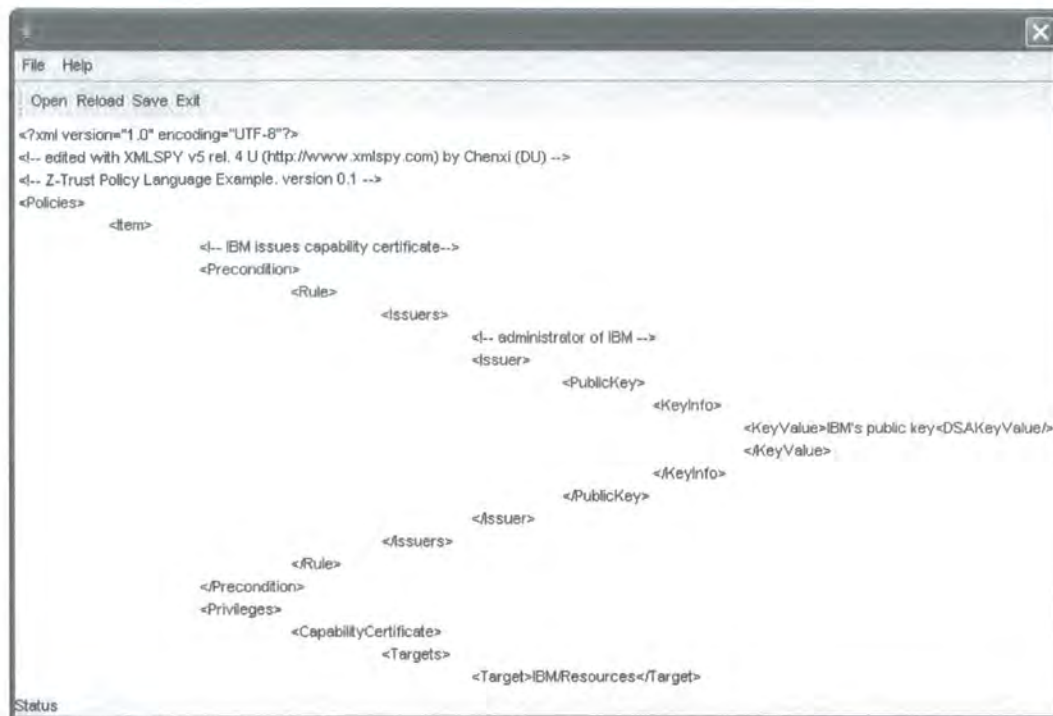 File Help
Open Reload Save Exit
<?xml version="1.0" encoding="UTF-8"?>
<!-- edited with XMLSPY v5 rel. 4 U (http://www.xmlspy.com) by Chenxi (DU) -->
<!-- Z-Trust Policy Language Example. version 0.1 -->
<Policies>
<Item>
<!-- IBM issues capability certificate-->
<Precondition>
<Rule>
<Issuers>
<!-- administrator of IBM -->
<Issuer>
<PublicKey>
<KeyInfo>
<KeyValue>IBM's public key<DSAKeyValue/>
</KeyValue>
</KeyInfo>
</PublicKey>
</Issuer>
</Issuers>
</Rule>
</Precondition>
<Privileges>
<CapabilityCertificate>
<Targets>
<Target>IBM/Resources</Target>
Status